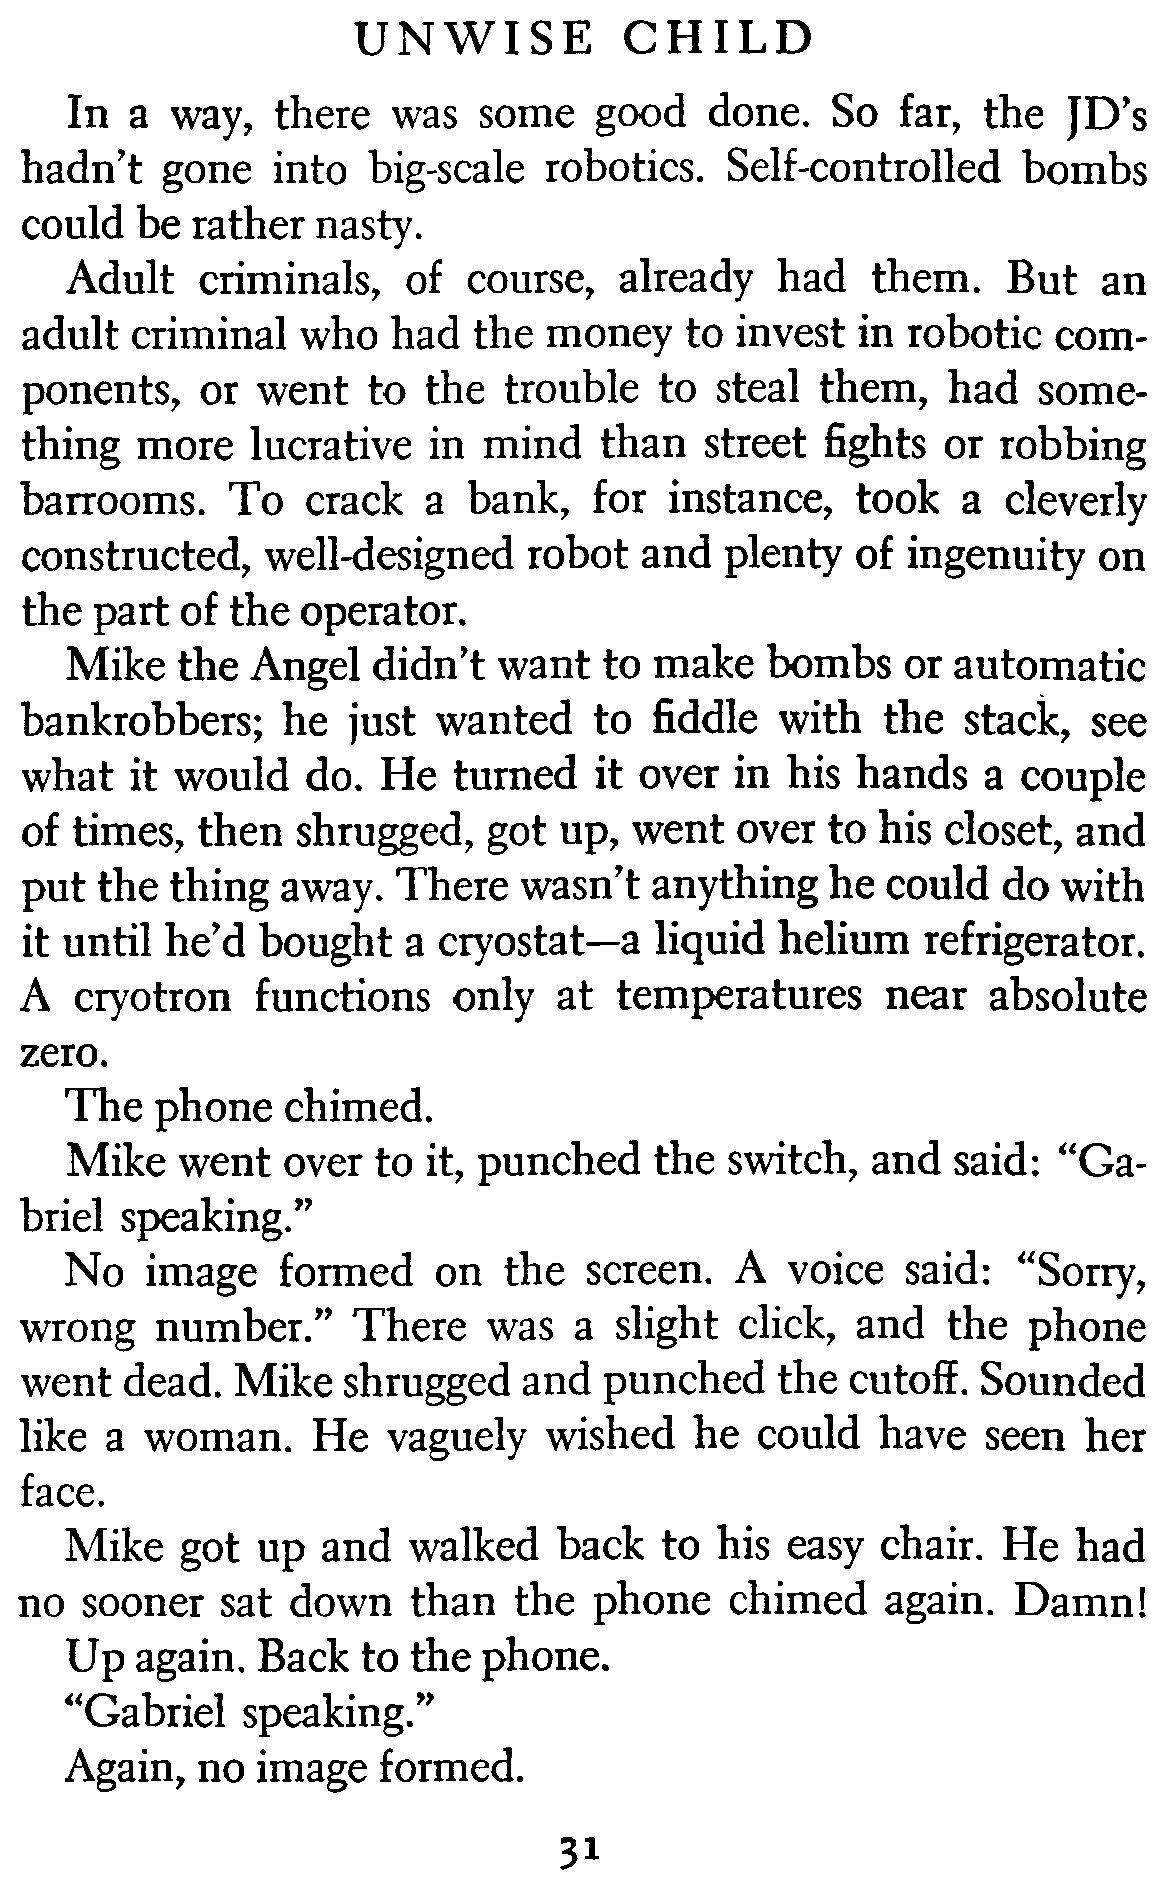 UNWISE CHILD
In a way, there was some good done. So far, the JD's
hadn't gone into big-scale robotics. Self-controlled bombs
could be rather nasty.
Adult criminals, of course, already had them. But an
adult criminal who had the money to invest in robotic com-
ponents, or went to the trouble to steal them, had some-
thing more lucrative in mind than street fights or robbing
barrooms. To crack a bank, for instance, took a cleverly
constructed, well-designed robot and plenty of ingenuity on
the part of the operator.
Mike the Angel didn't want to make bombs or automatic
bankrobbers; he just wanted to fiddle with the stack, see
what it would do. He turned it over in his hands a couple
of times, then shrugged, got up, went over to his closet, and
put the thing away. There wasn't anything he could do with
it until he'd bought a cryostat—a liquid helium refrigerator.
A cryotron functions only at temperatures near absolute
zero.
The phone chimed.
Mike went over to it, punched the switch, and said: “Ga-
briel speaking.”
No image formed on the screen. A voice said: “Sorry,
wrong number.” There was a slight click, and the phone
went dead. Mike shrugged and punched the cutoff. Sounded
like a woman. He vaguely wished he could have seen her
face.
Mike got up and walked back to his easy chair. He had
no sooner sat down than the phone chimed again. Damn!
Up again. Back to the phone.
“Gabriel speaking.”
Again, no image formed.
31